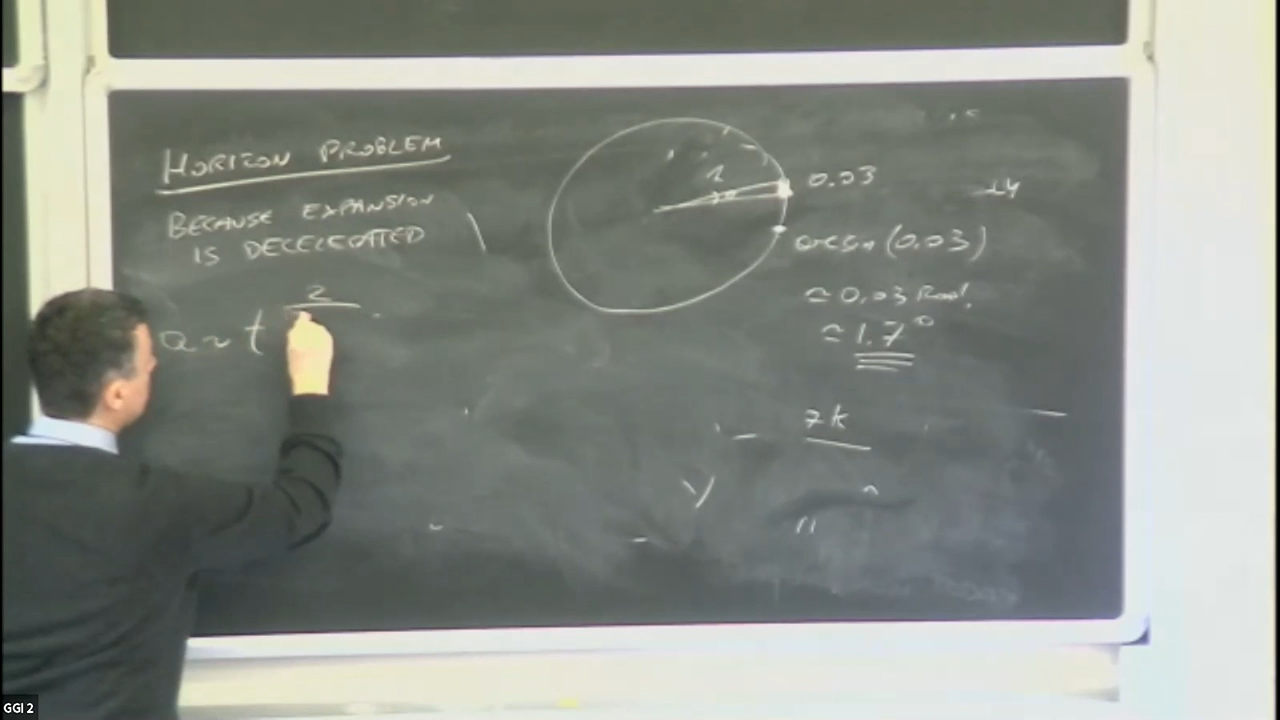 HORIZON PROBLEM
BECAUSE EXPANSION
IS DECELERATED
a ~ t
2
1
0.03
(0.03)
≃ 0.03 Rad.
≃ 1.7°
7k
GGI 2